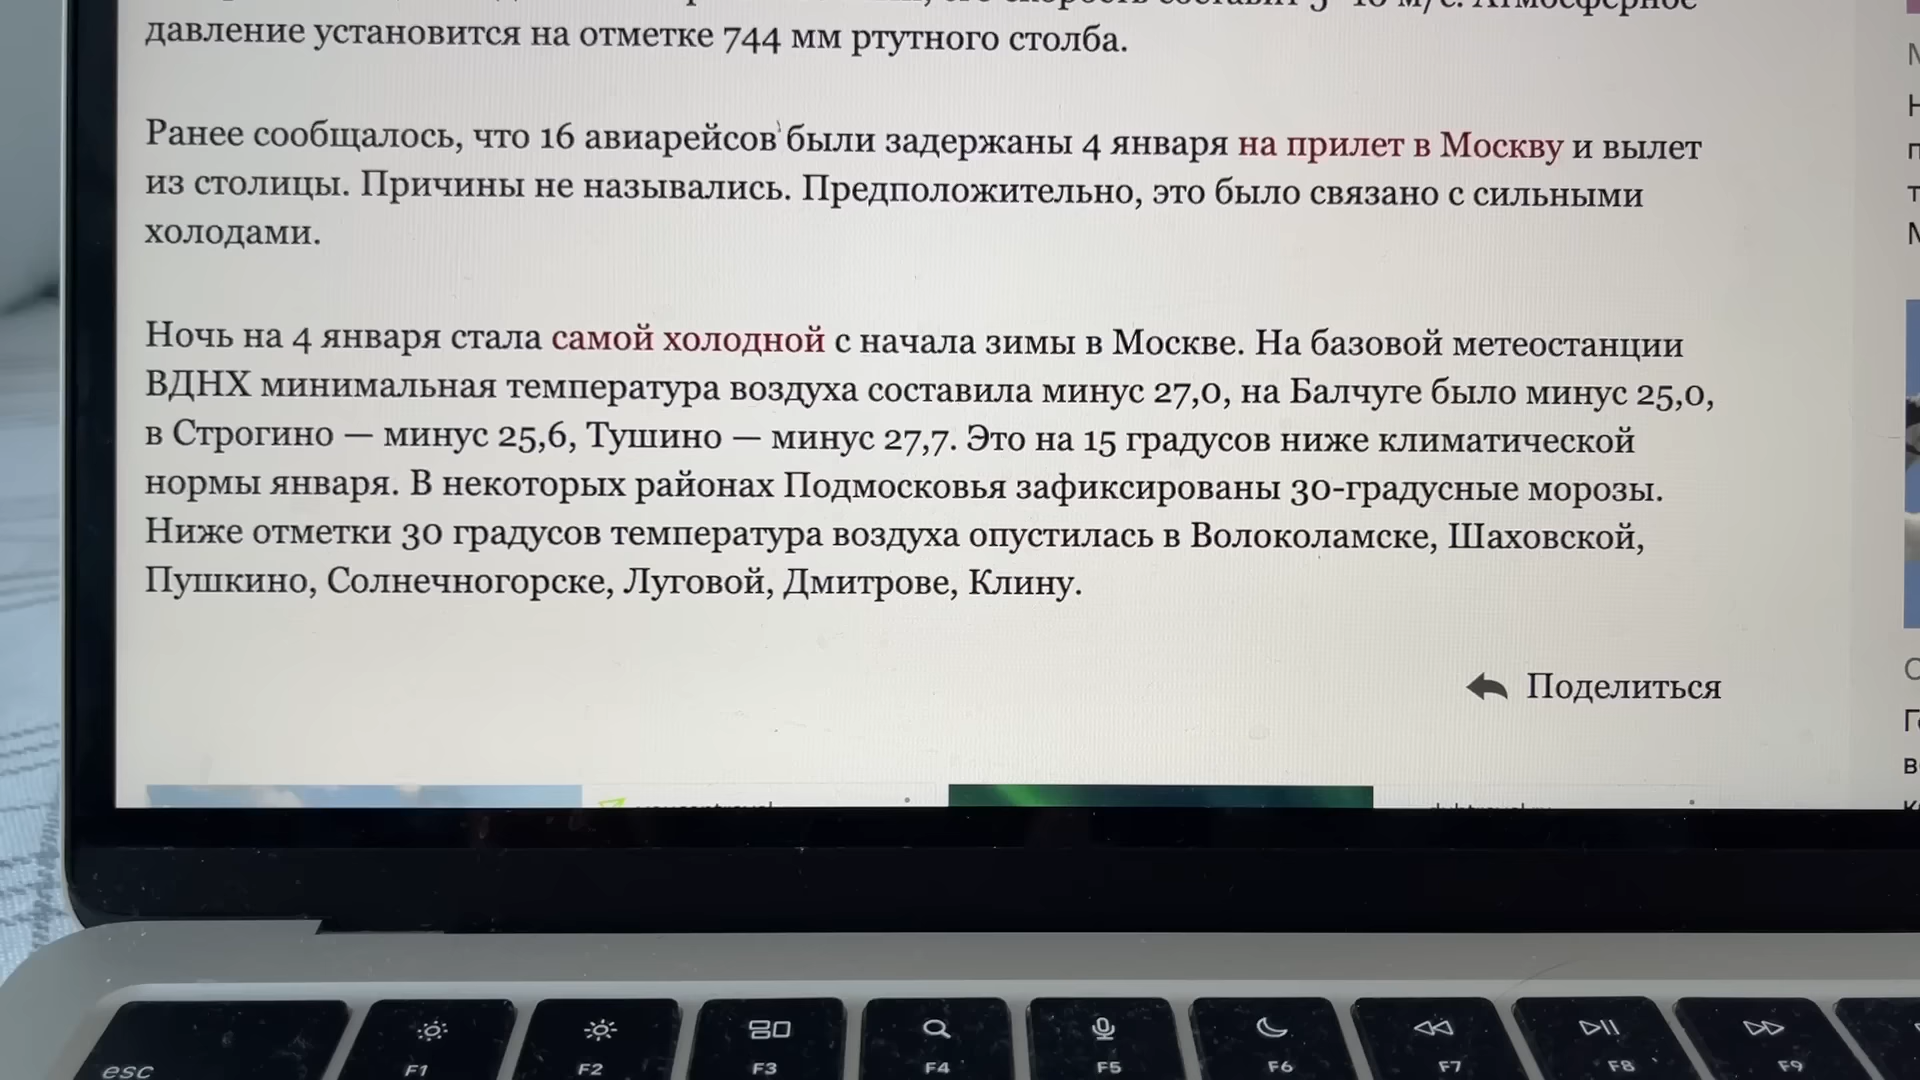 давление установится на отметке 744 мм ртутного столба.
Ранее сообщалось, что 16 авиарейсов были задержаны 4 января на прилет в Москву и вылет
из столицы. Причины не назывались. Предположительно, это было связано с сильными
холодами.
Ночь на 4 января стала самой холодной с начала зимы в Москве. На базовой метеостанции
ВДНХ минимальная температура воздуха составила минус 27,0, на Балчуге было минус 25,0,
в Строгино — минус 25,6, Тушино — минус 27,7. Это на 15 градусов ниже климатической
нормы января. В некоторых районах Подмосковья зафиксированы 30-градусные морозы.
Ниже отметки 30 градусов температура воздуха опустилась в Волоколамске, Шаховской,
Пушкино, Солнечногорске, Луговой, Дмитрове, Клину.
Поделиться
esc F1 F2 F3 F4 F5 F6 F7 F8 F9